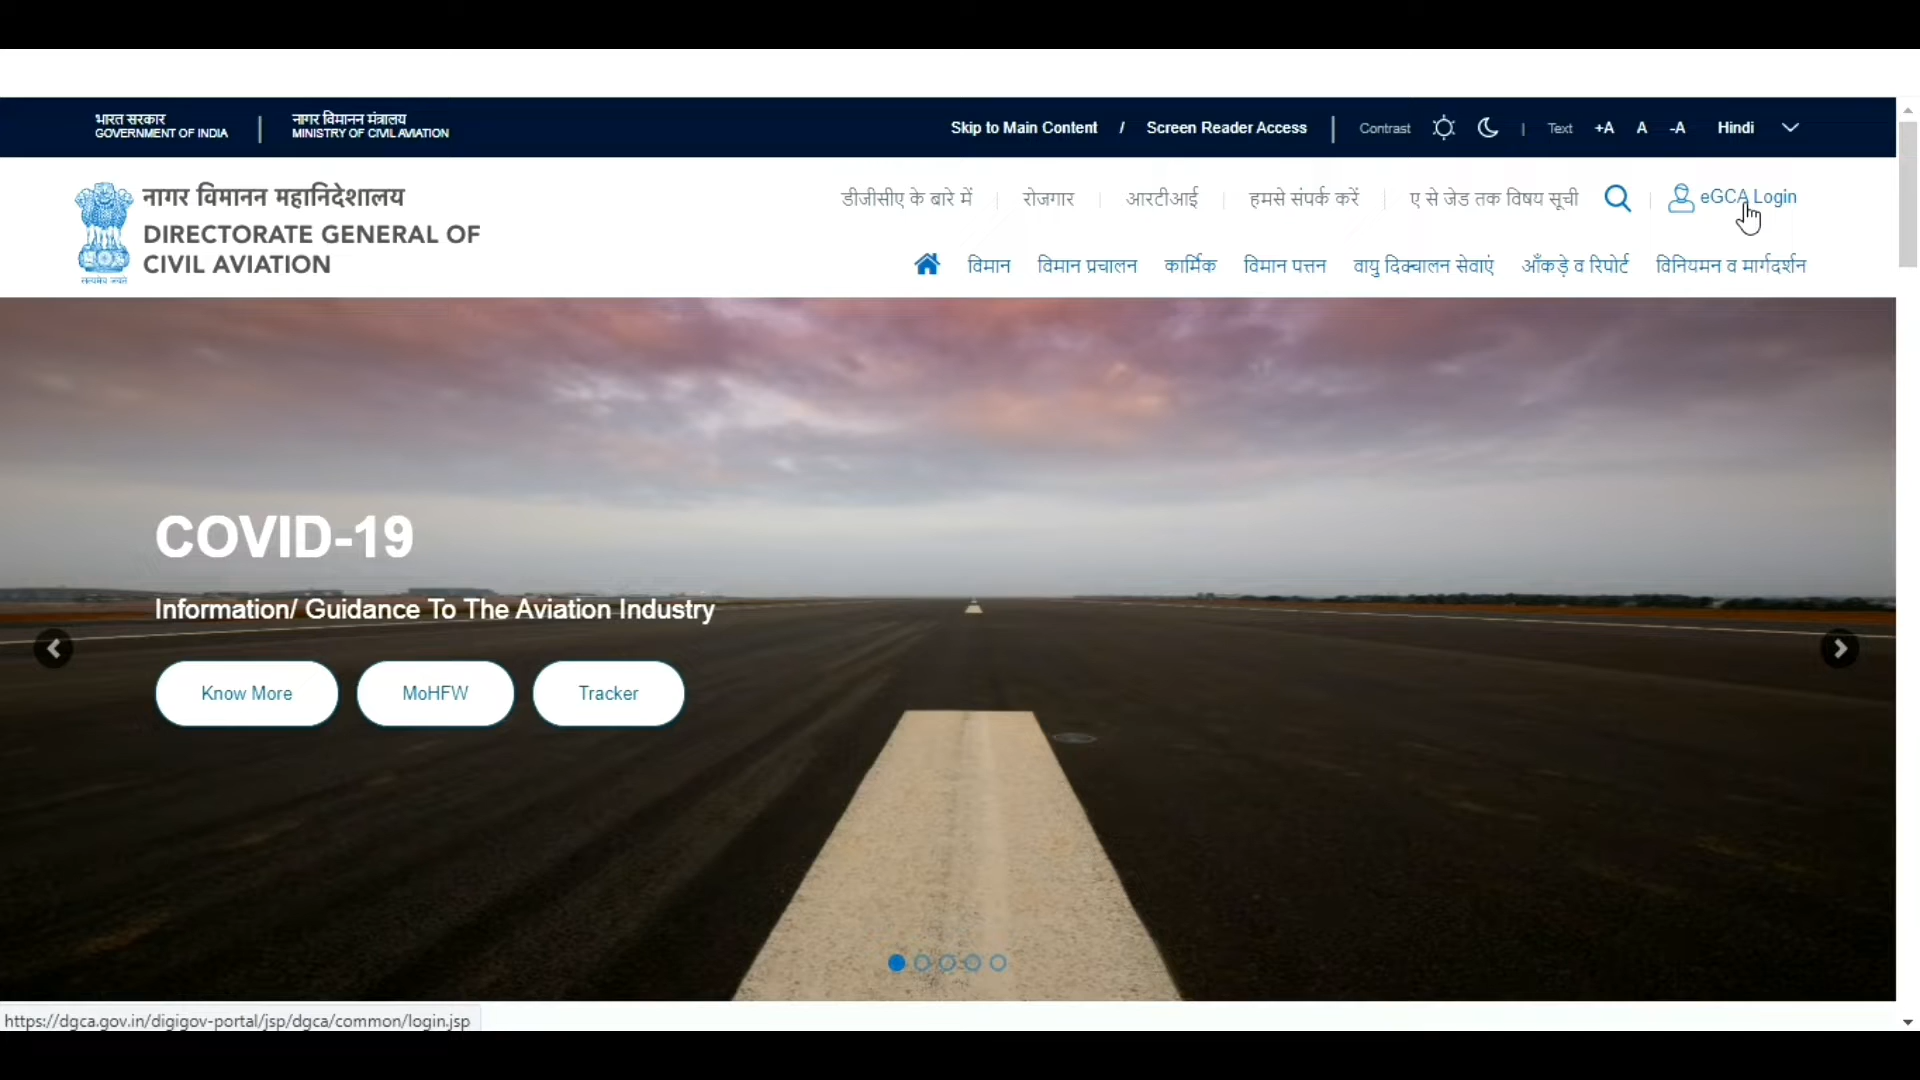 भारत सरकार
GOVERNMENT OF INDIA
नागर विमानन मंत्रालय
MINISTRY OF CIVIL AVIATION
Skip to Main Content / Screen Reader Access
Contrast | Text +A A -A Hindi
नागर विमानन महानिदेशालय
DIRECTORATE GENERAL OF
CIVIL AVIATION
सत्यमेव जयते
डीजीसीए के बारे में | रोजगार | आरटीआई | हमसे संपर्क करें | ए से जेड तक विषय सूची
eGCA Login
विमान विमान प्रचालन कार्मिक विमान पत्तन वायु दिक्चालन सेवाएं आँकड़े व रिपोर्ट विनियमन व मार्गदर्शन
COVID-19
Information/ Guidance To The Aviation Industry
Know More MoHFW Tracker
https://dgca.gov.in/digigov-portal/jsp/dgca/common/login.jsp